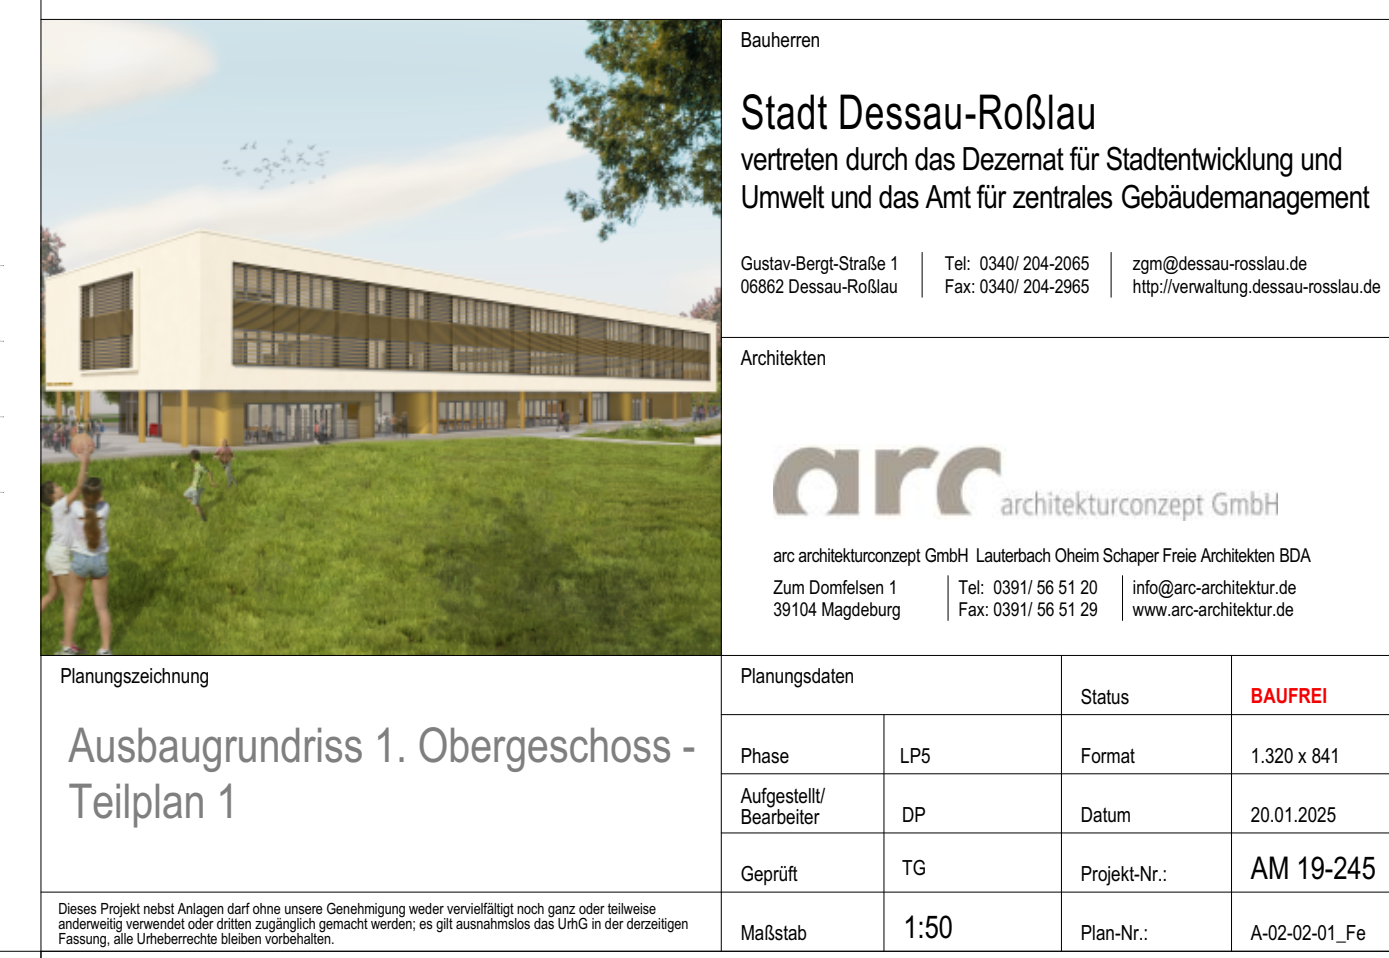 Bauherren
Stadt Dessau-Roßlau
vertreten durch das Dezernat für Stadtentwicklung und
Umwelt und das Amt für zentrales Gebäudemanagement
Gustav-Bergt-Straße 1 Tel: 0340/ 204-2065 zgm@dessau-rosslau.de
06862 Dessau-Roßlau Fax: 0340/ 204-2965 http://verwaltung.dessau-rosslau.de
Architekten
arc architekturconzept GmbH
arc architekturconzept GmbH Lauterbach Oheim Schaper Freie Architekten BDA
Zum Domfelsen 1 Tel: 0391/ 56 51 20 info@arc-architektur.de
39104 Magdeburg Fax: 0391/ 56 51 29 www.arc-architektur.de
Planungszeichnung
Ausbaugrundriss 1. Obergeschoss -
Teilplan 1
Dieses Projekt nebst Anlagen darf ohne unsere Genehmigung weder vervielfältigt noch ganz oder teilweise
anderweitig verwendet oder dritten zugänglich gemacht werden; es gilt ausnahmslos das UrhG in der derzeitigen
Fassung, alle Urheberrechte bleiben vorbehalten.
Planungsdaten Status BAUFREI
Phase LP5 Format 1.320 x 841
Aufgestellt/
Bearbeiter DP Datum 20.01.2025
Geprüft TG Projekt-Nr.: AM 19-245
Maßstab 1:50 Plan-Nr.: A-02-02-01_Fe